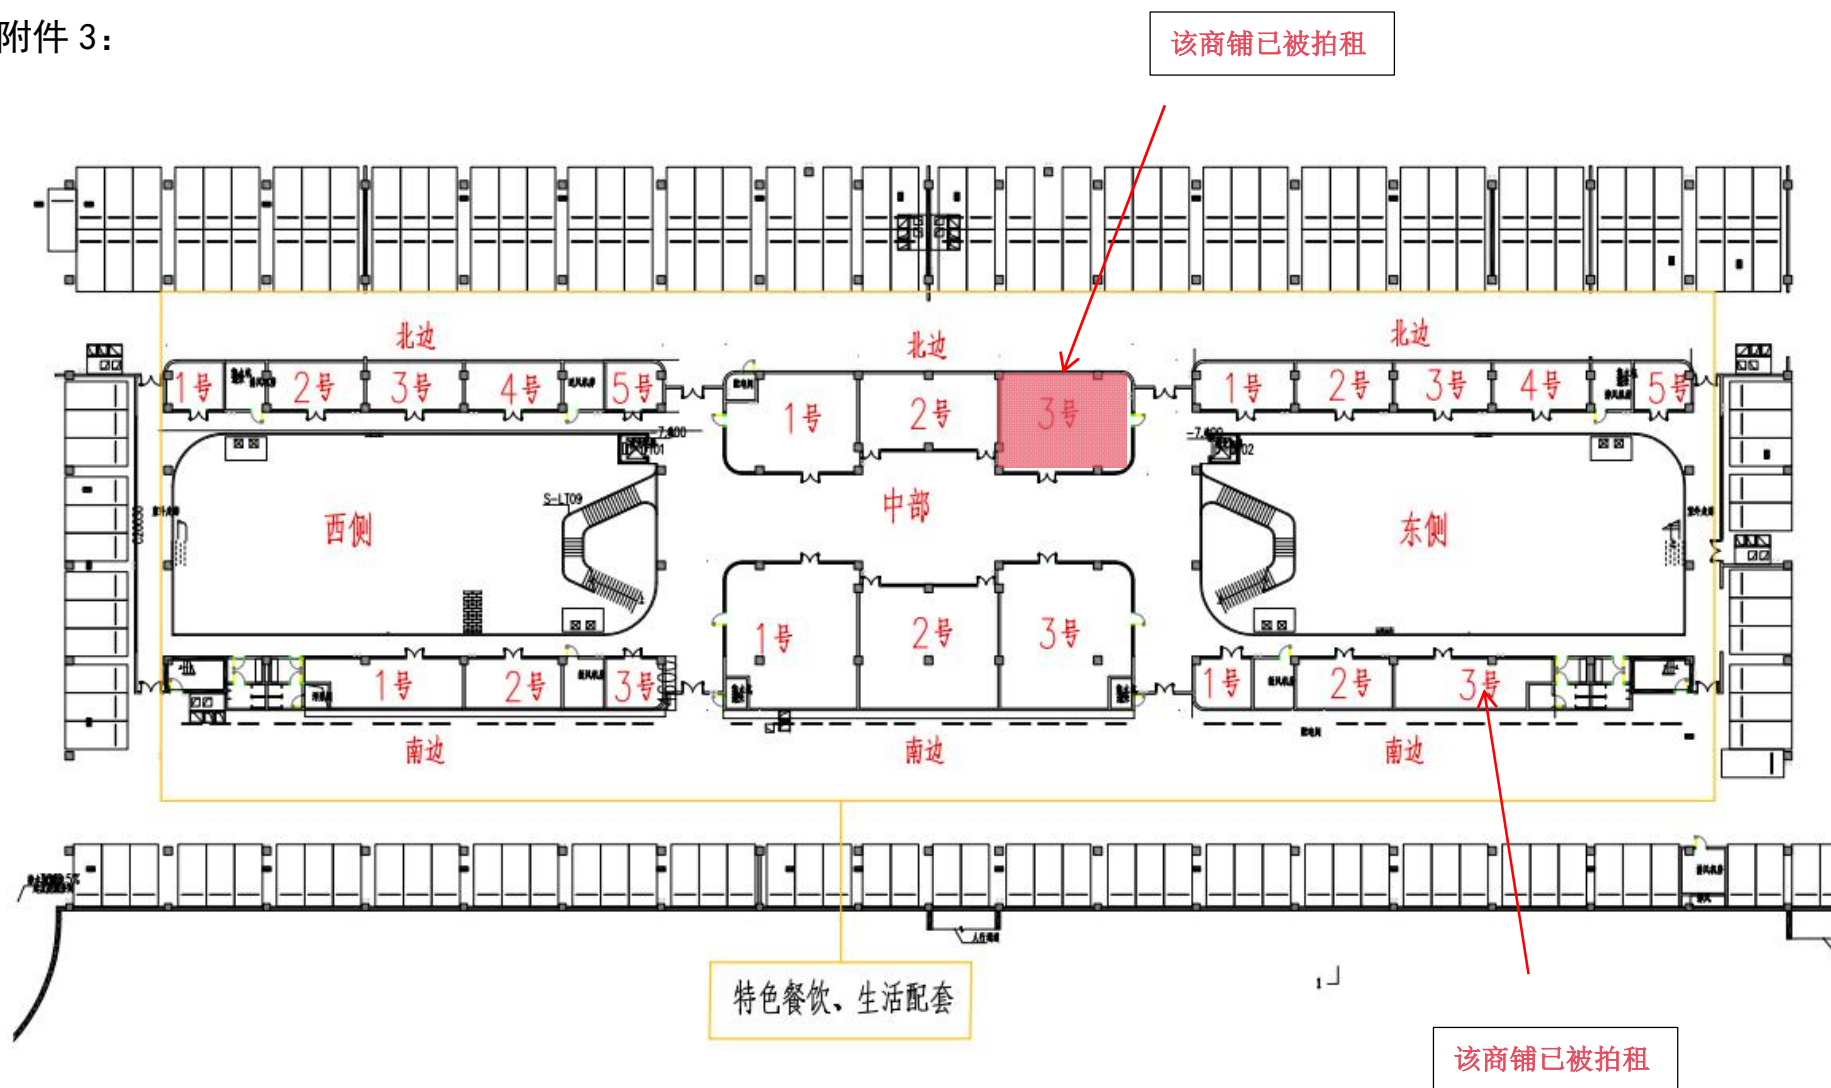 附件 3：
该商铺已被拍租
北边
北边
北边
1号
2号
3号
4号
5号
1号
2号
3号
1号
2号
3号
4号
5号
-7.400
S-LT09
西侧
中部
东侧
1号
2号
3号
1号
2号
3号
1号
2号
3号
南边
南边
南边
特色餐饮、生活配套
1
该商铺已被拍租